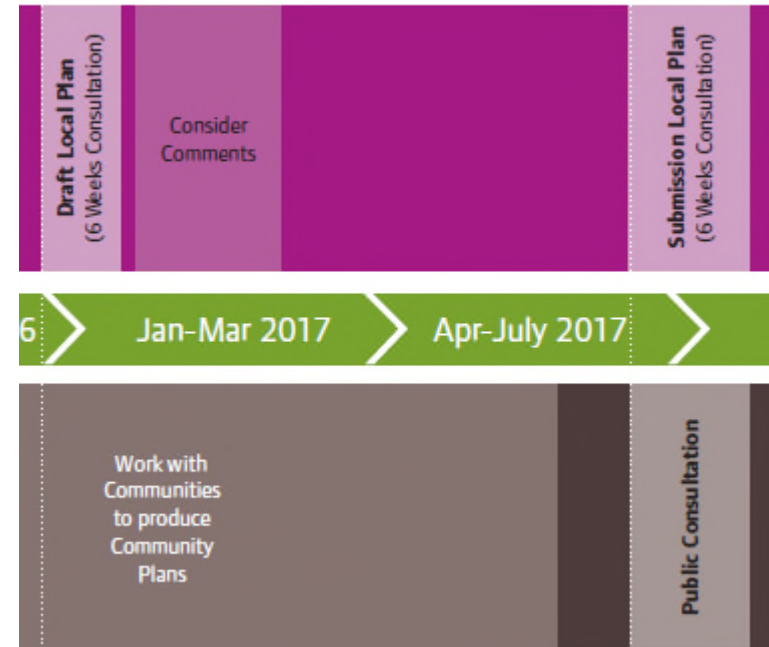 Draft Local Plan
(6 Weeks Consultation)
Consider
Comments
Submission Local Plan
(6 Weeks Consultation)
6
Jan-Mar 2017
Apr-July 2017
Work with
Communities
to produce
Community
Plans
Public Consultation